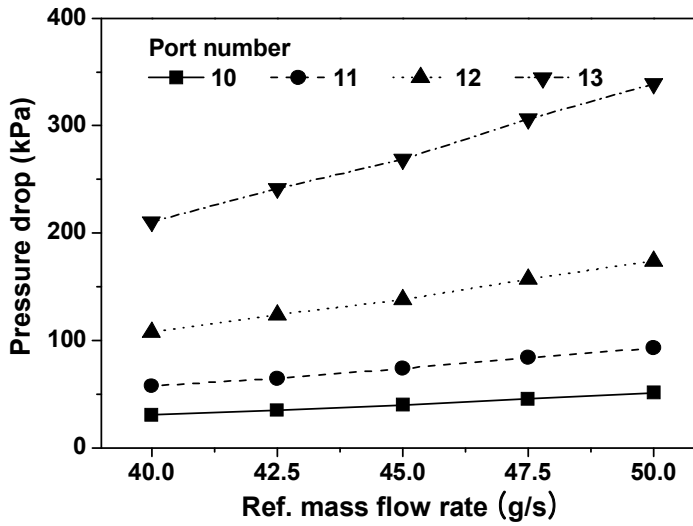 400
300
200
100
0
Pressure drop (kPa)
Port number
10 11 12 13
40.0 42.5 45.0 47.5 50.0
Ref. mass flow rate (g/s)